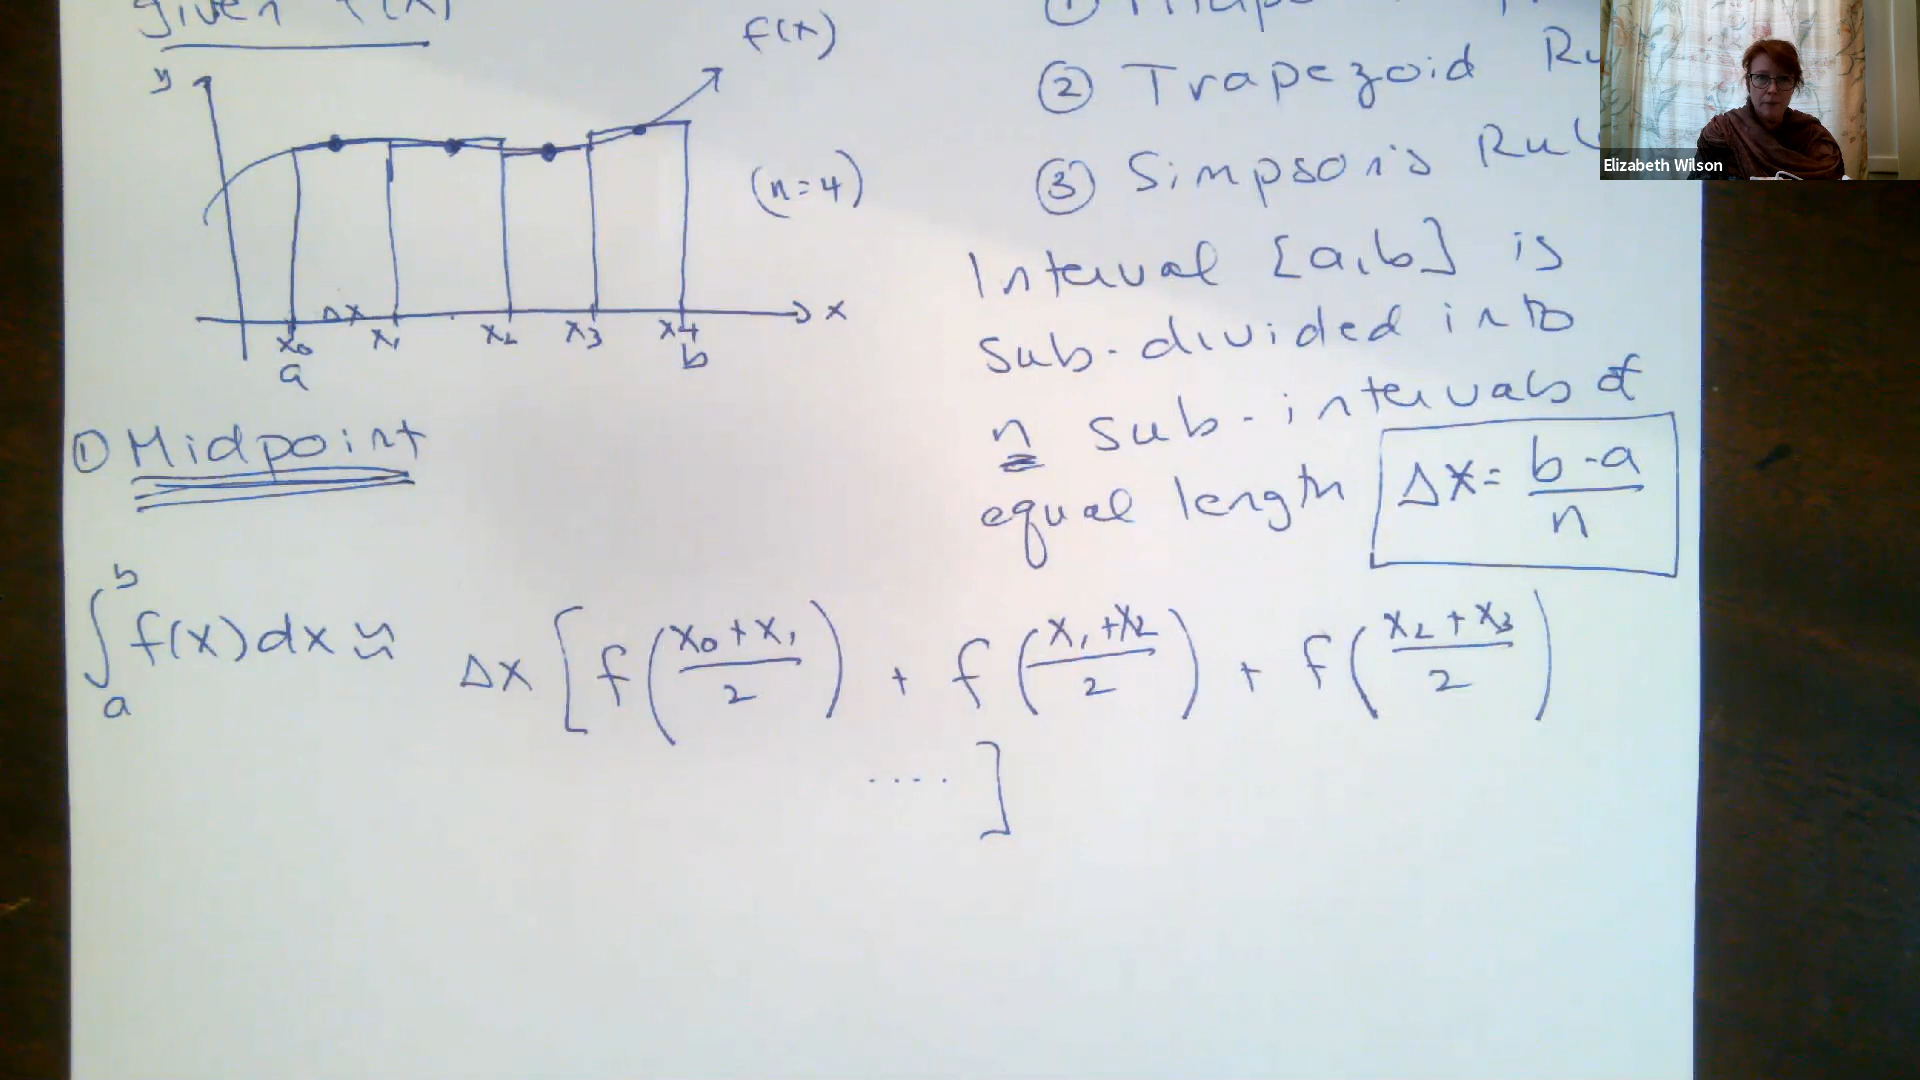 given f(x)
y
f(x)
(n=4)
Δx
x
x₀ x₁ x₂ x₃ x4
a b
① Midpoint
② Trapezoid
③ Simpson's
Interval [a,b] is
sub-divided into
n sub-intervals of
equal length Δx = b-a / n
∫ₐᵇ f(x)dx ≈ Δx [ f( x₀+x₁ / 2 ) + f( x₁+x₂ / 2 ) + f( x₂+x₃ / 2 )
.... ]
Elizabeth Wilson